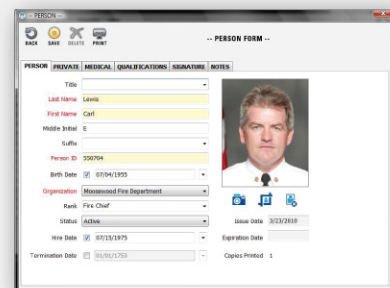 -- PERSON --
BACK SAVE DELETE PRINT
-- PERSON FORM --
PERSON PRIVATE MEDICAL QUALIFICATIONS SIGNATURE NOTES
Title
Last Name Lewis
First Name Carl
Middle Initial E
Suffix
Person ID 550704
Birth Date 07/04/1955
Organization Moosewood Fire Department
Rank Fire Chief
Status Active
Issue Date 3/23/2010
Hire Date 07/15/1975
Expiration Date
Termination Date 01/01/1753
Copies Printed 1